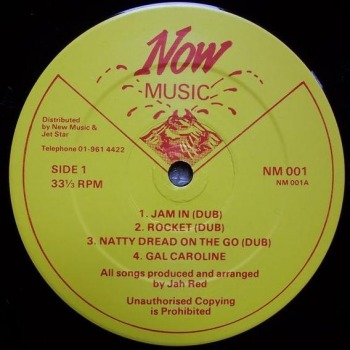 Now
MUSIC
Distributed
by New Music &
Jet Star
Telephone 01-961 4422
SIDE 1
33⅓ RPM
NM 001
NM 001A
1. JAM IN (DUB)
2. ROCKET (DUB)
3. NATTY DREAD ON THE GO (DUB)
4. GAL CAROLINE
All songs produced and arranged
by Jah Red
Unauthorised Copying
is Prohibited